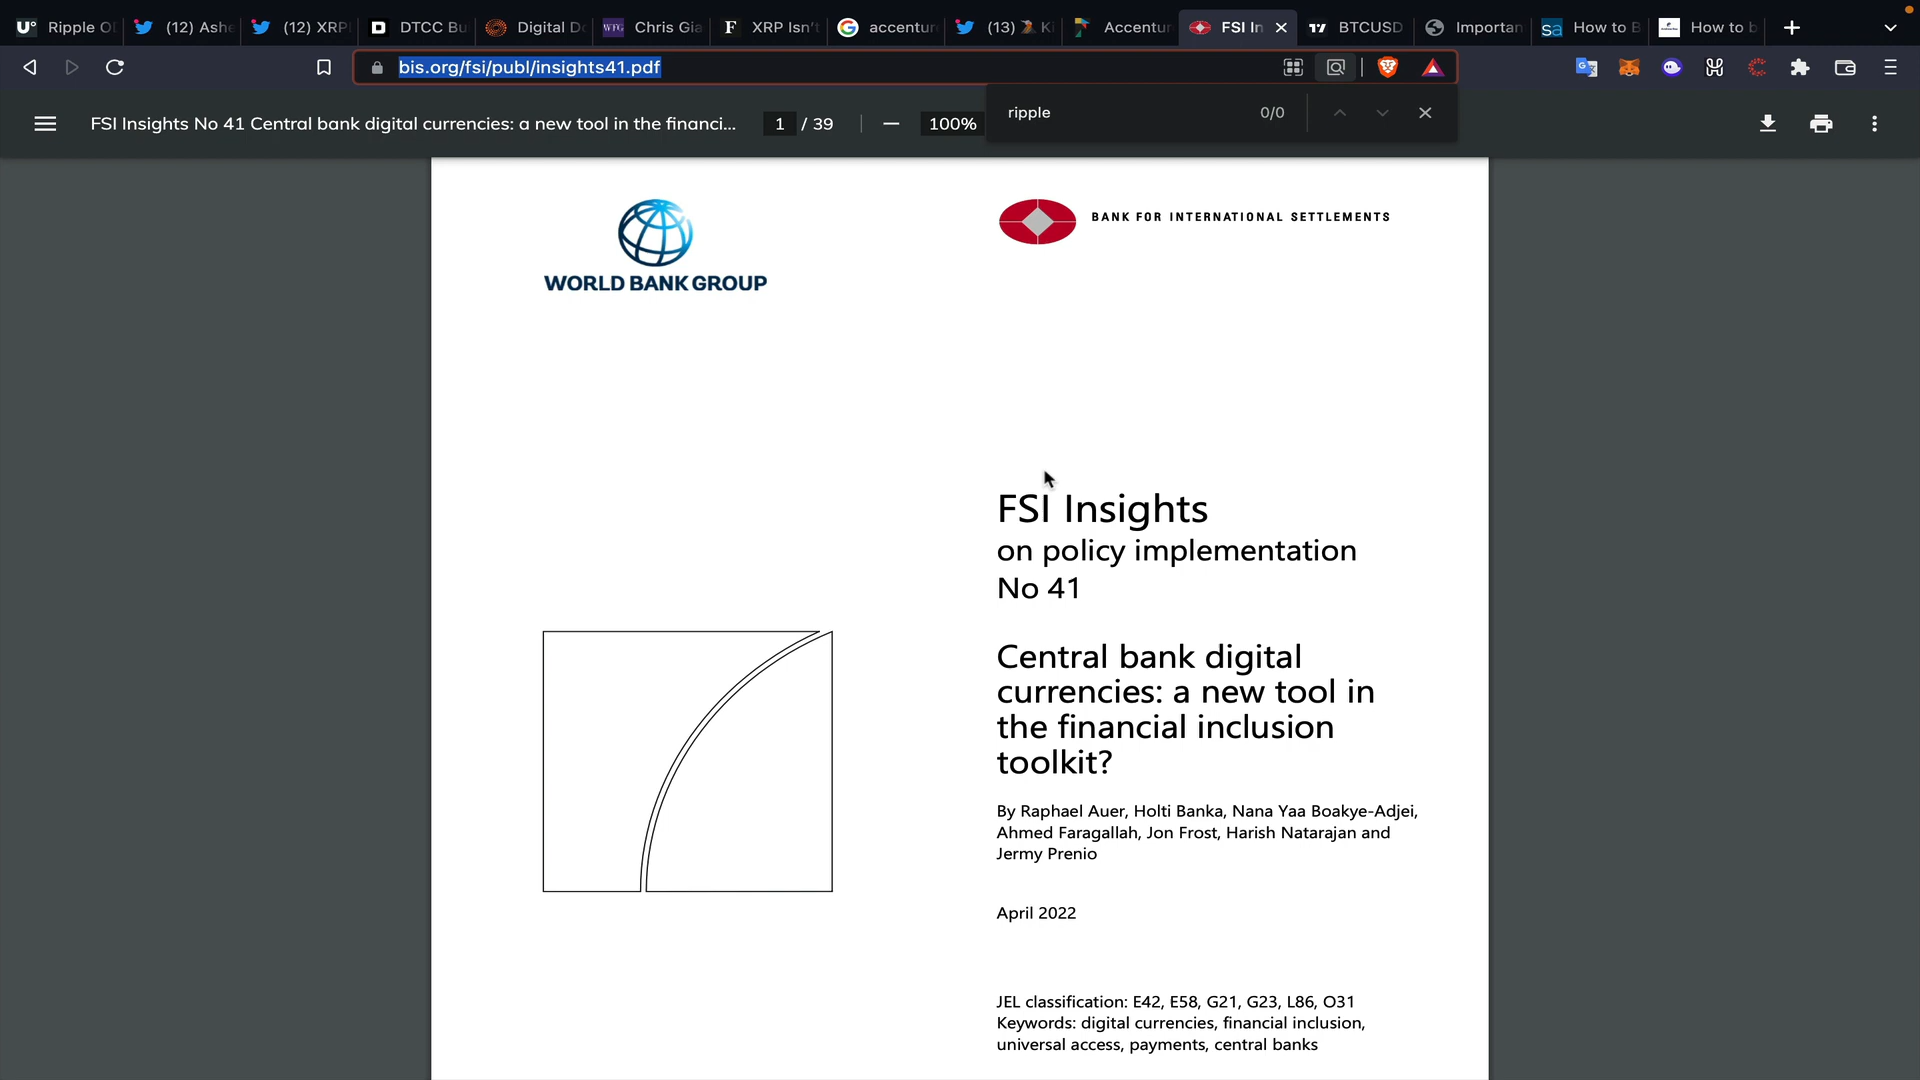 Ripple O
(12) Ashe
(12) XRP
DTCC Bu
Digital Do
WFG
Chris Gia
XRP Isn't
accenture
(13)
Accentur
FSI In
BTCUSD
Importan
sa
How to B
How to b
bis.org/fsi/publ/insights41.pdf
ripple
0/0
FSI Insights No 41 Central bank digital currencies: a new tool in the financi...
1 / 39
100%
WORLD BANK GROUP
BANK FOR INTERNATIONAL SETTLEMENTS
FSI Insights
on policy implementation
No 41
Central bank digital
currencies: a new tool in
the financial inclusion
toolkit?
By Raphael Auer, Holti Banka, Nana Yaa Boakye-Adjei,
Ahmed Faragallah, Jon Frost, Harish Natarajan and
Jermy Prenio
April 2022
JEL classification: E42, E58, G21, G23, L86, O31
Keywords: digital currencies, financial inclusion,
universal access, payments, central banks